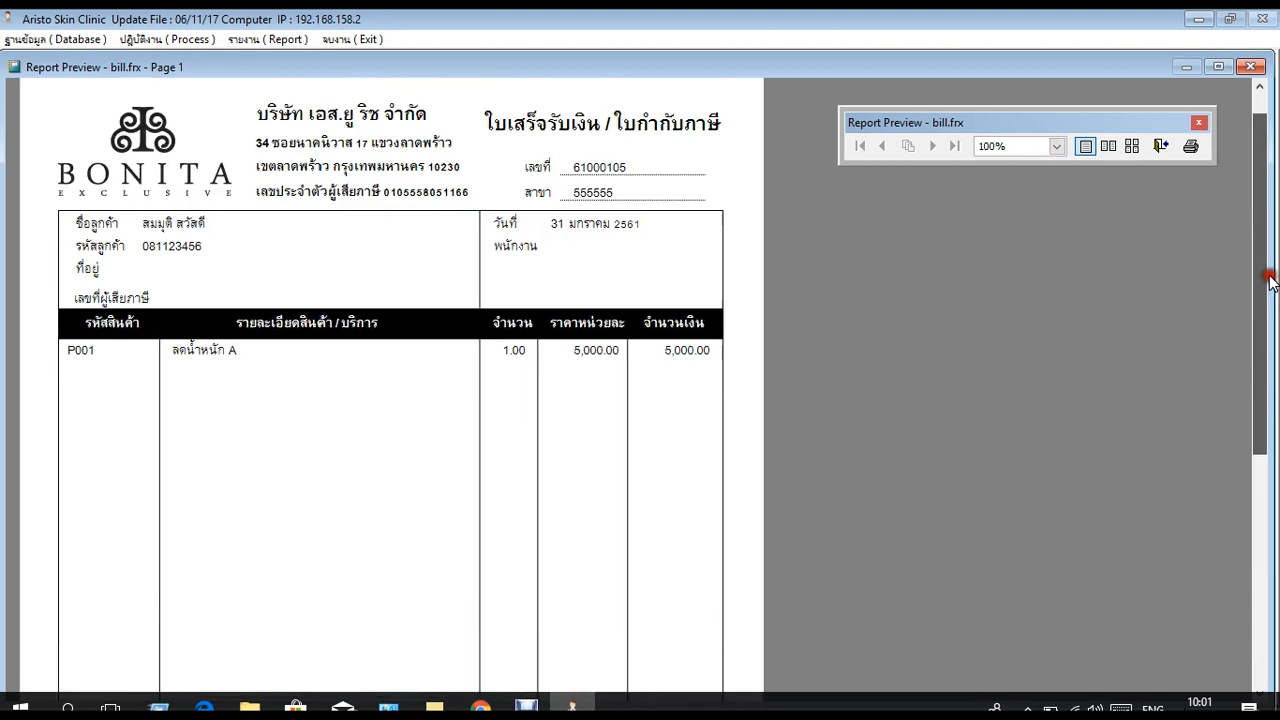 Aristo Skin Clinic Update File : 06/11/17 Computer IP : 192.168.158.2
ฐานข้อมูล ( Database ) ปฎิบัติงาน ( Process ) รายงาน ( Report ) จบงาน ( Exit )
Report Preview - bill.frx - Page 1
BONITA
EXCLUSIVE
บริษัท เอส.ยู ริช จำกัด
34 ซอยนาคนิวาส 17 แขวงลาดพร้าว
เขตลาดพร้าว กรุงเทพมหานคร 10230
เลขประจำตัวผู้เสียภาษี 0105558051166
ใบเสร็จรับเงิน / ใบกำกับภาษี
เลขที่ 61000105
สาขา 555555
Report Preview - bill.frx
100%
ชื่อลูกค้า สมมุติ สวัสดี
รหัสลูกค้า 081123456
ที่อยู่
เลขที่ผู้เสียภาษี
วันที่ 31 มกราคม 2561
พนักงาน
รหัสสินค้า รายละเอียดสินค้า / บริการ จำนวน ราคาหน่วยละ จำนวนเงิน
P001 ลดน้ำหนัก A 1.00 5,000.00 5,000.00
ENG
10:01